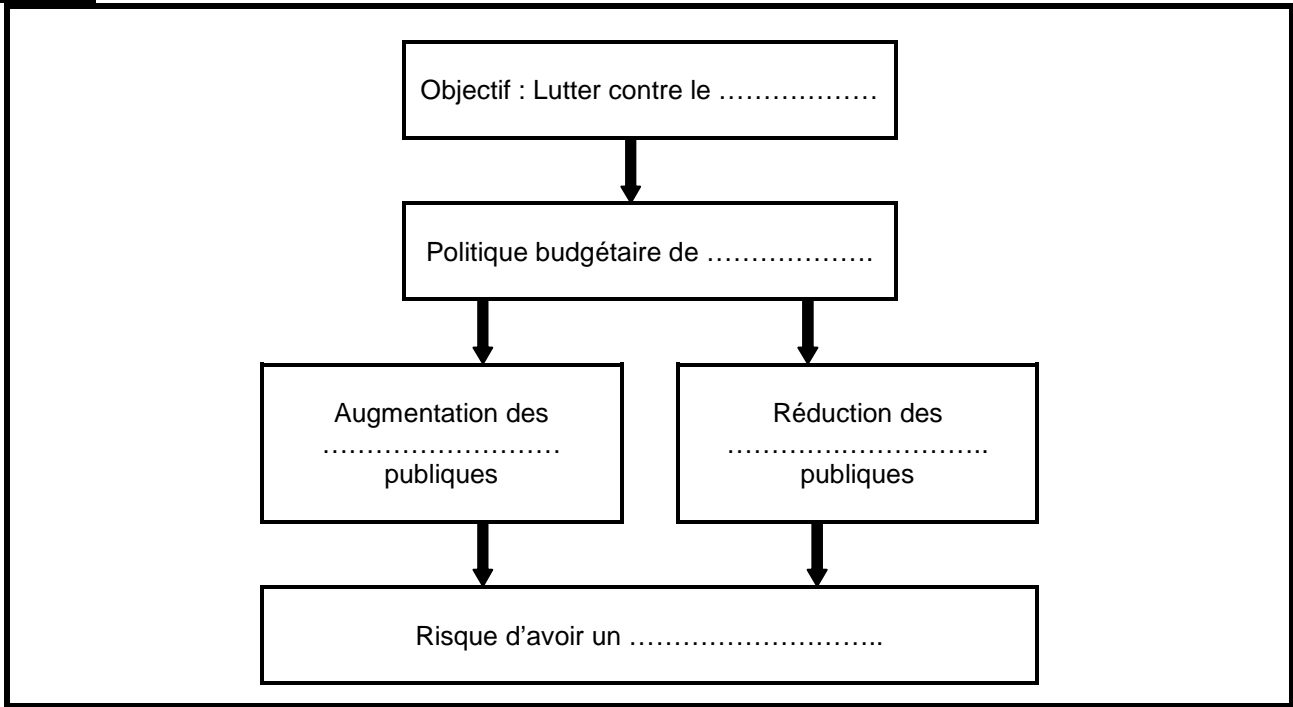 Objectif : Lutter contre le ………………
Politique budgétaire de ……………….
Augmentation des
………………………
publiques
Réduction des
………………………..
publiques
Risque d’avoir un ………………………..